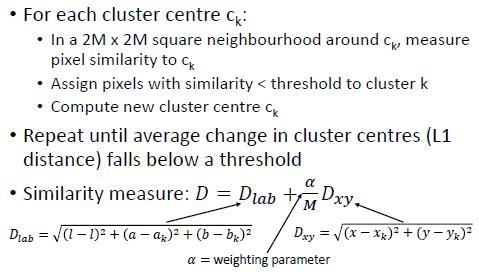 • For each cluster centre cₖ:
• In a 2M x 2M square neighbourhood around cₖ, measure
pixel similarity to cₖ
• Assign pixels with similarity < threshold to cluster k
• Compute new cluster centre cₖ
• Repeat until average change in cluster centres (L1
distance) falls below a threshold
• Similarity measure: D = D_lab + α/M D_xy
D_lab = √((l − l)² + (a − aₖ)² + (b − bₖ)²
D_xy = √((x − xₖ)² + (y − yₖ)²
α = weighting parameter